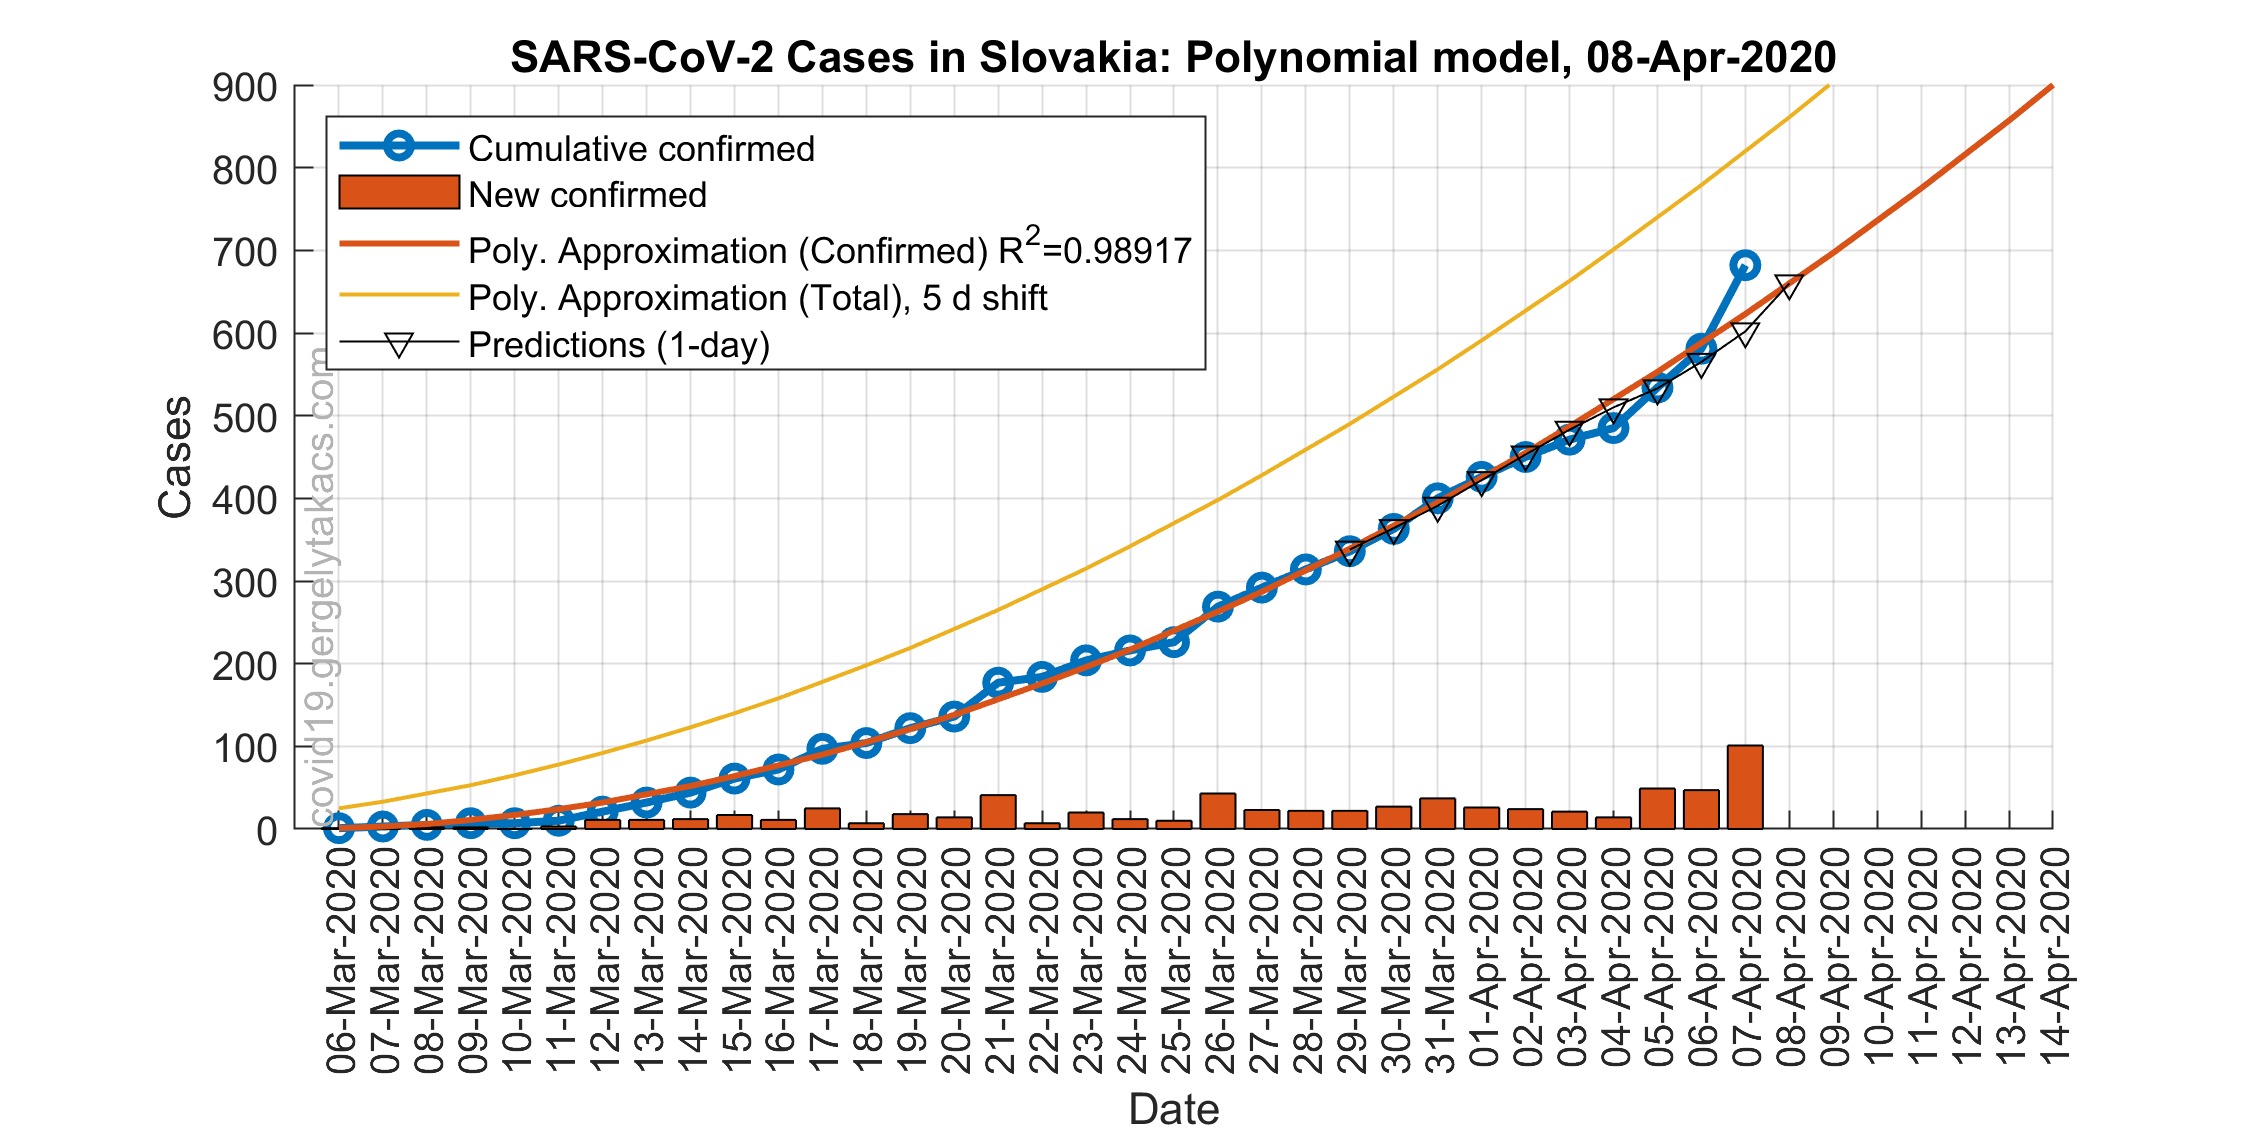 SARS-CoV-2 Cases in Slovakia: Polynomial model, 08-Apr-2020
Cumulative confirmed
New confirmed
Poly. Approximation (Confirmed) R²=0.98917
Poly. Approximation (Total), 5 d shift
Predictions (1-day)
900
800
700
600
500
400
300
200
100
0
Cases
covid19.gergelytakacs.com
06-Mar-2020
07-Mar-2020
08-Mar-2020
09-Mar-2020
10-Mar-2020
11-Mar-2020
12-Mar-2020
13-Mar-2020
14-Mar-2020
15-Mar-2020
16-Mar-2020
17-Mar-2020
18-Mar-2020
19-Mar-2020
20-Mar-2020
21-Mar-2020
22-Mar-2020
23-Mar-2020
24-Mar-2020
25-Mar-2020
26-Mar-2020
27-Mar-2020
28-Mar-2020
29-Mar-2020
30-Mar-2020
31-Mar-2020
01-Apr-2020
02-Apr-2020
03-Apr-2020
04-Apr-2020
05-Apr-2020
06-Apr-2020
07-Apr-2020
08-Apr-2020
09-Apr-2020
10-Apr-2020
11-Apr-2020
12-Apr-2020
13-Apr-2020
14-Apr-2020
Date